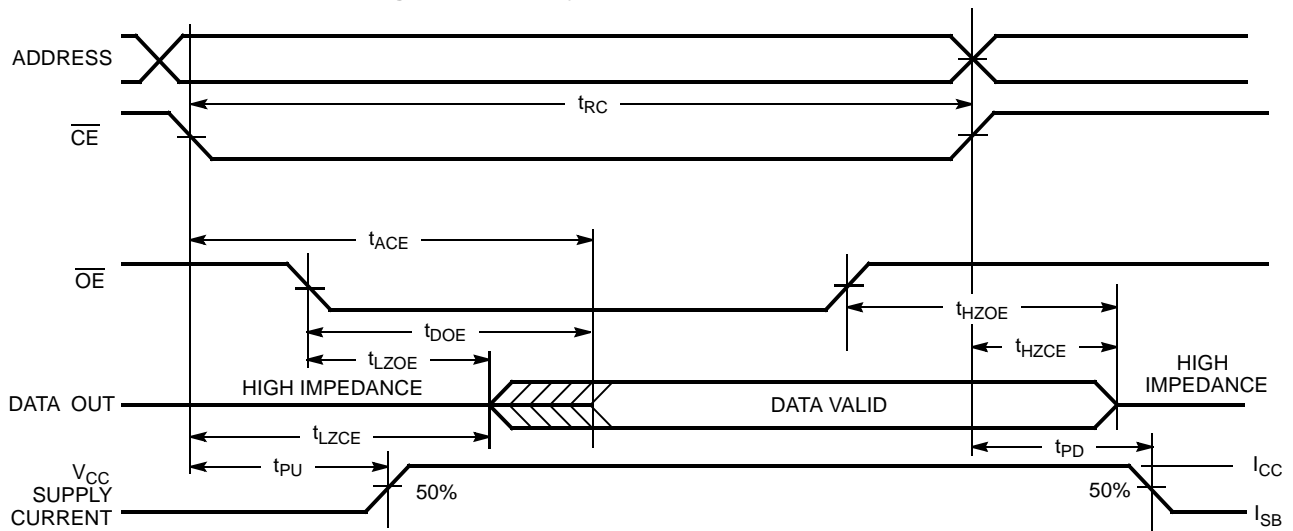 ADDRESS
tRC
CE
tACE
OE
tHZOE
tDOE
tHZCE
tLZOE
HIGH IMPEDANCE
HIGH
IMPEDANCE
DATA OUT
DATA VALID
tLZCE
tPD
VCC
SUPPLY
CURRENT
tPU
50%
50%
ICC
ISB